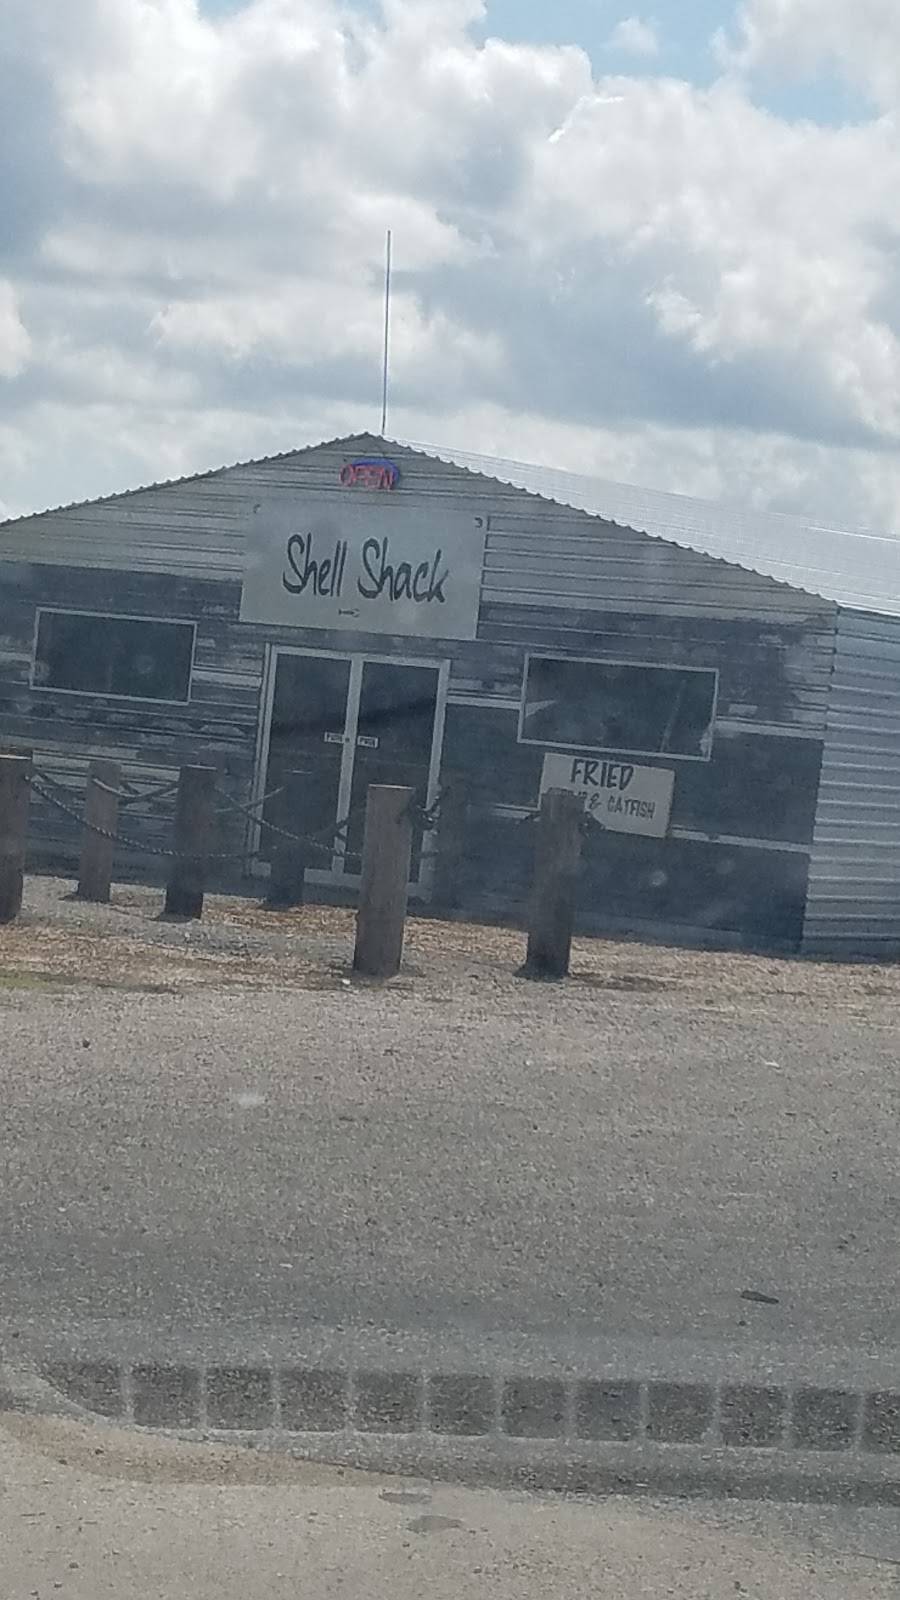 OPEN
Shell Shack
FRIED
& CATFISH